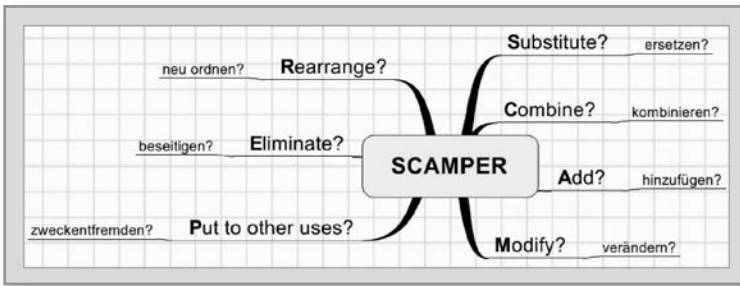 Substitute? ersetzen?
Rearrange? neu ordnen?
Combine? kombinieren?
Eliminate? beseitigen?
SCAMPER
Add? hinzufügen?
Put to other uses? zweckentfremden?
Modify? verändern?